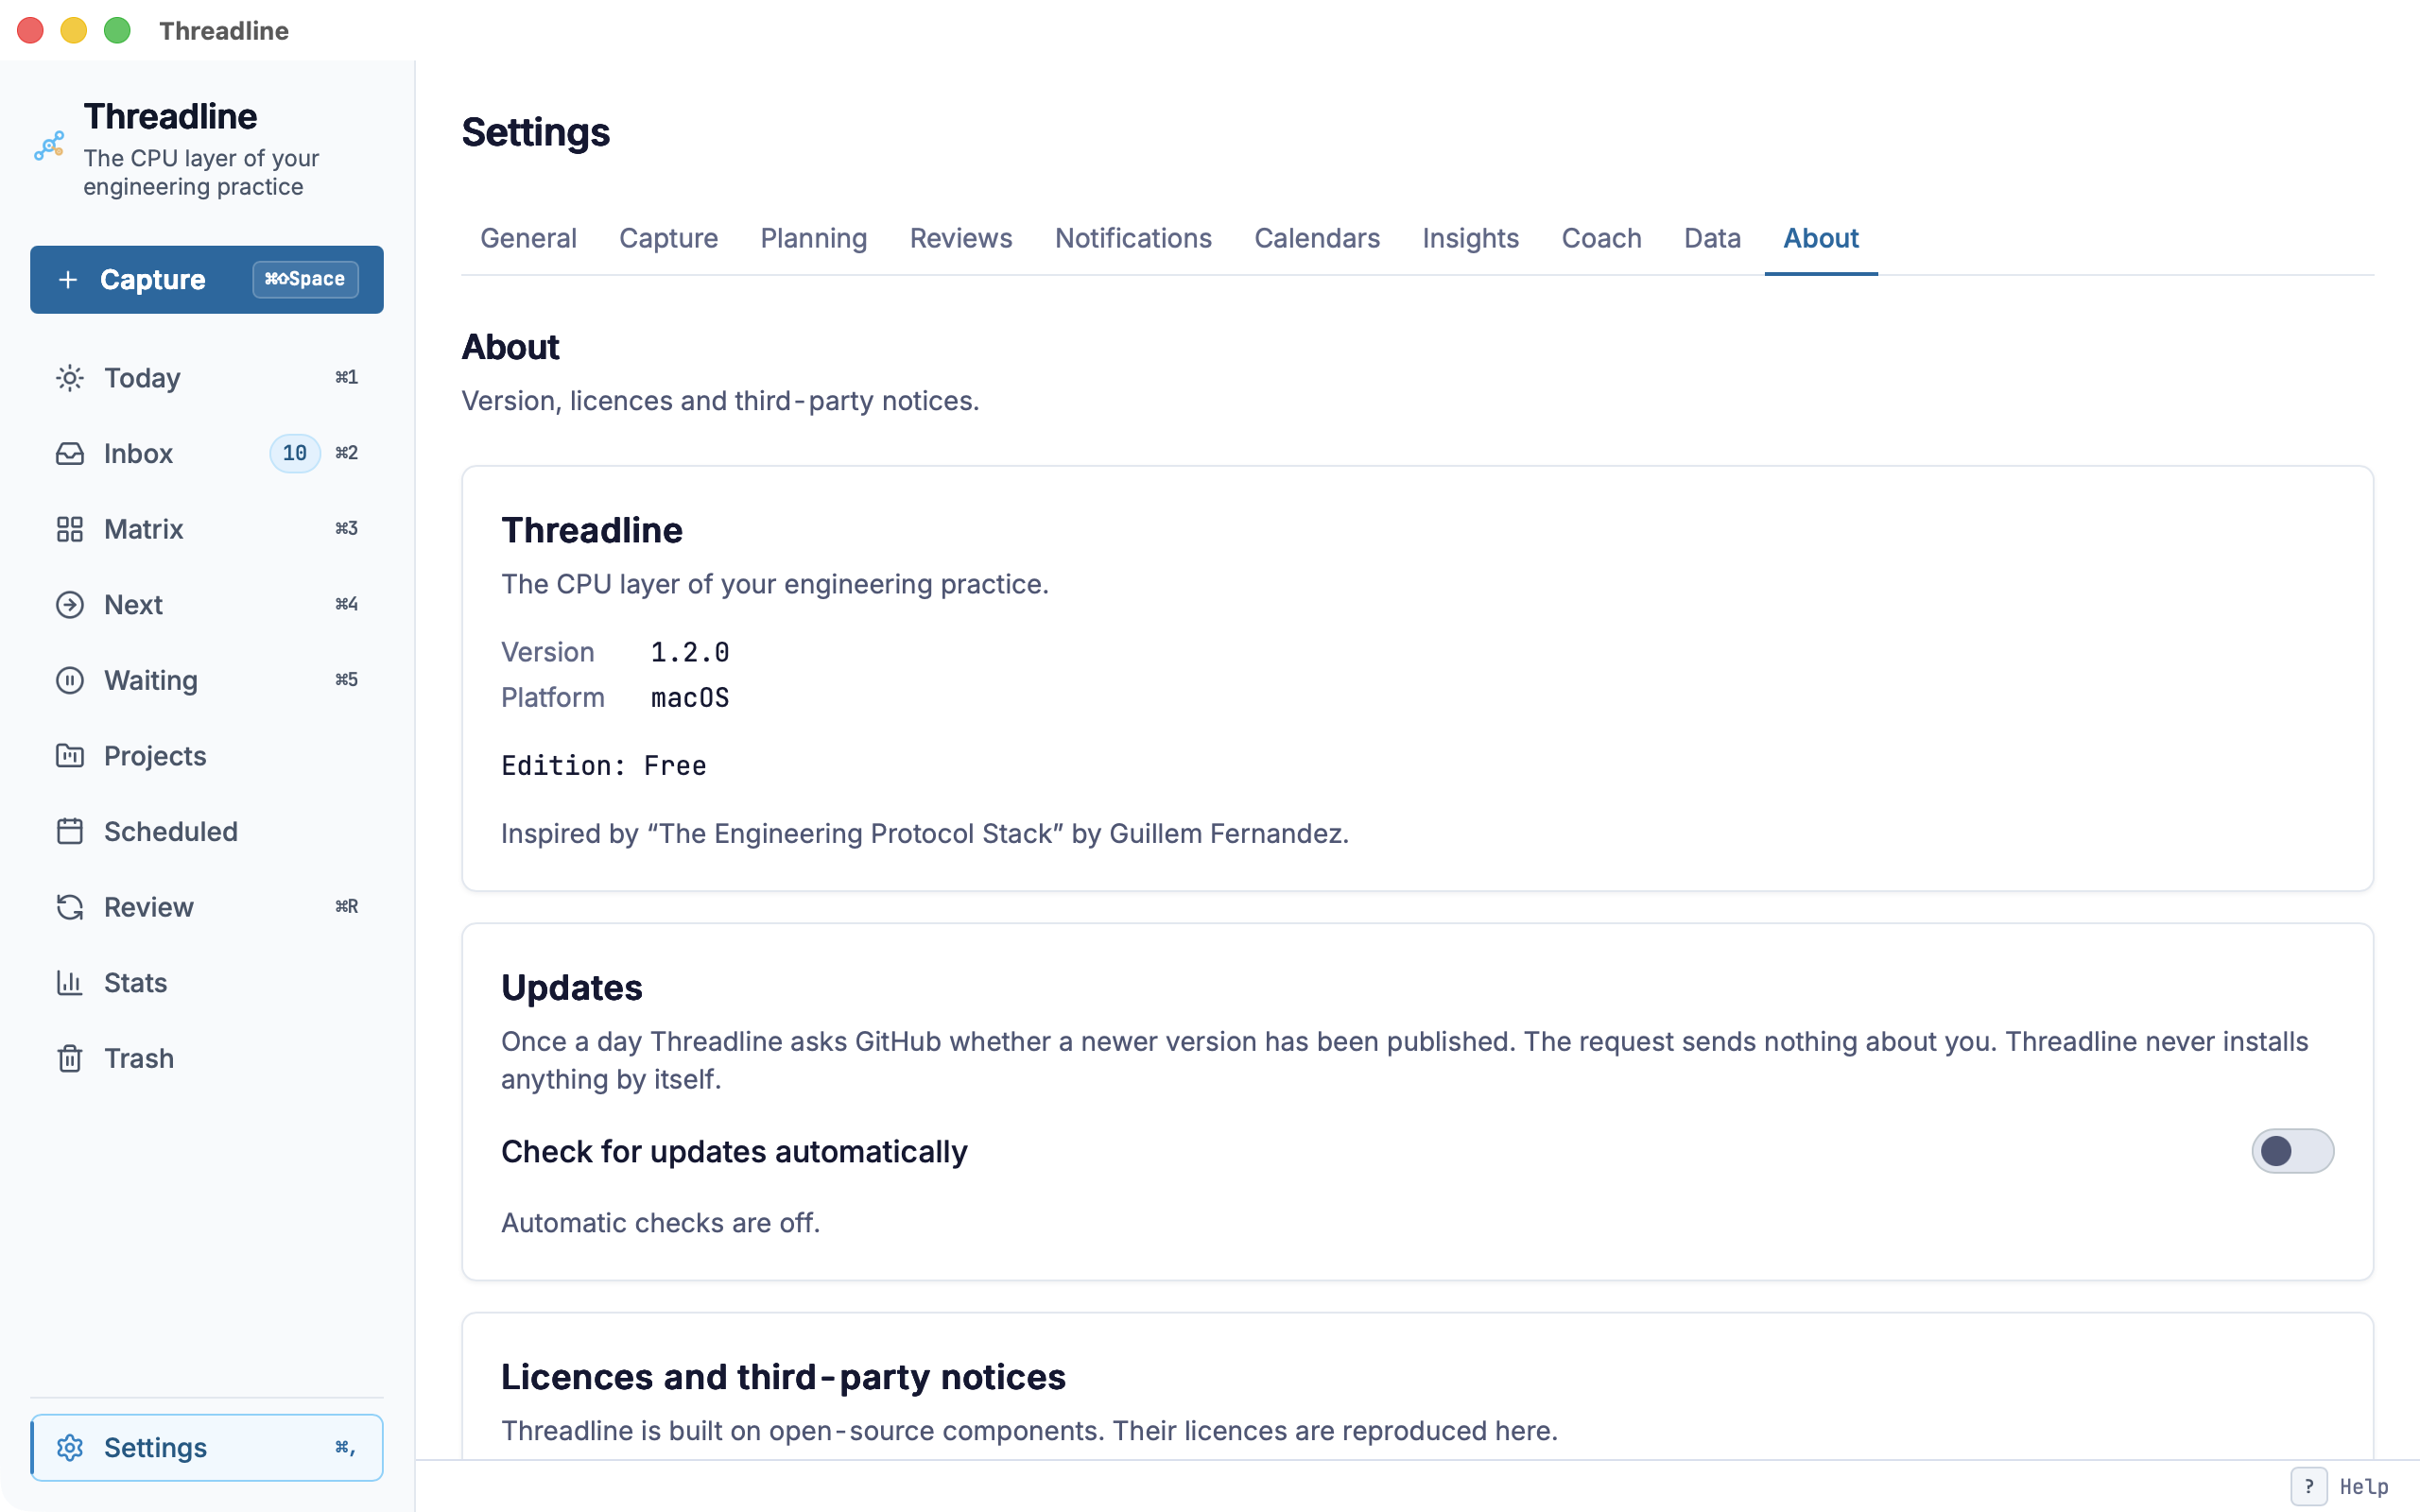 Threadline
Threadline
The CPU layer of your
engineering practice
Capture ⌘⇧Space
Today ⌘1
Inbox 10 ⌘2
Matrix ⌘3
Next ⌘4
Waiting ⌘5
Projects
Scheduled
Review ⌘R
Stats
Trash
Settings ⌘,
Settings
General Capture Planning Reviews Notifications Calendars Insights Coach Data About
About
Version, licences and third-party notices.
Threadline
The CPU layer of your engineering practice.
Version 1.2.0
Platform macOS
Edition: Free
Inspired by “The Engineering Protocol Stack” by Guillem Fernandez.
Updates
Once a day Threadline asks GitHub whether a newer version has been published. The request sends nothing about you. Threadline never installs
anything by itself.
Check for updates automatically
Automatic checks are off.
Licences and third-party notices
Threadline is built on open-source components. Their licences are reproduced here.
? Help